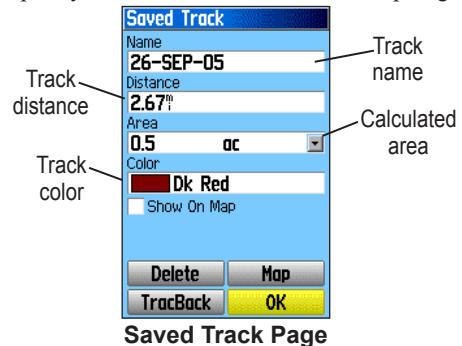 Saved Track
Name
26-SEP-05
Distance
2.67mi
Area
0.5 ac
Color
Dk Red
Show On Map
Delete Map
TracBack OK
Track name
Track distance
Calculated area
Track color
Saved Track Page